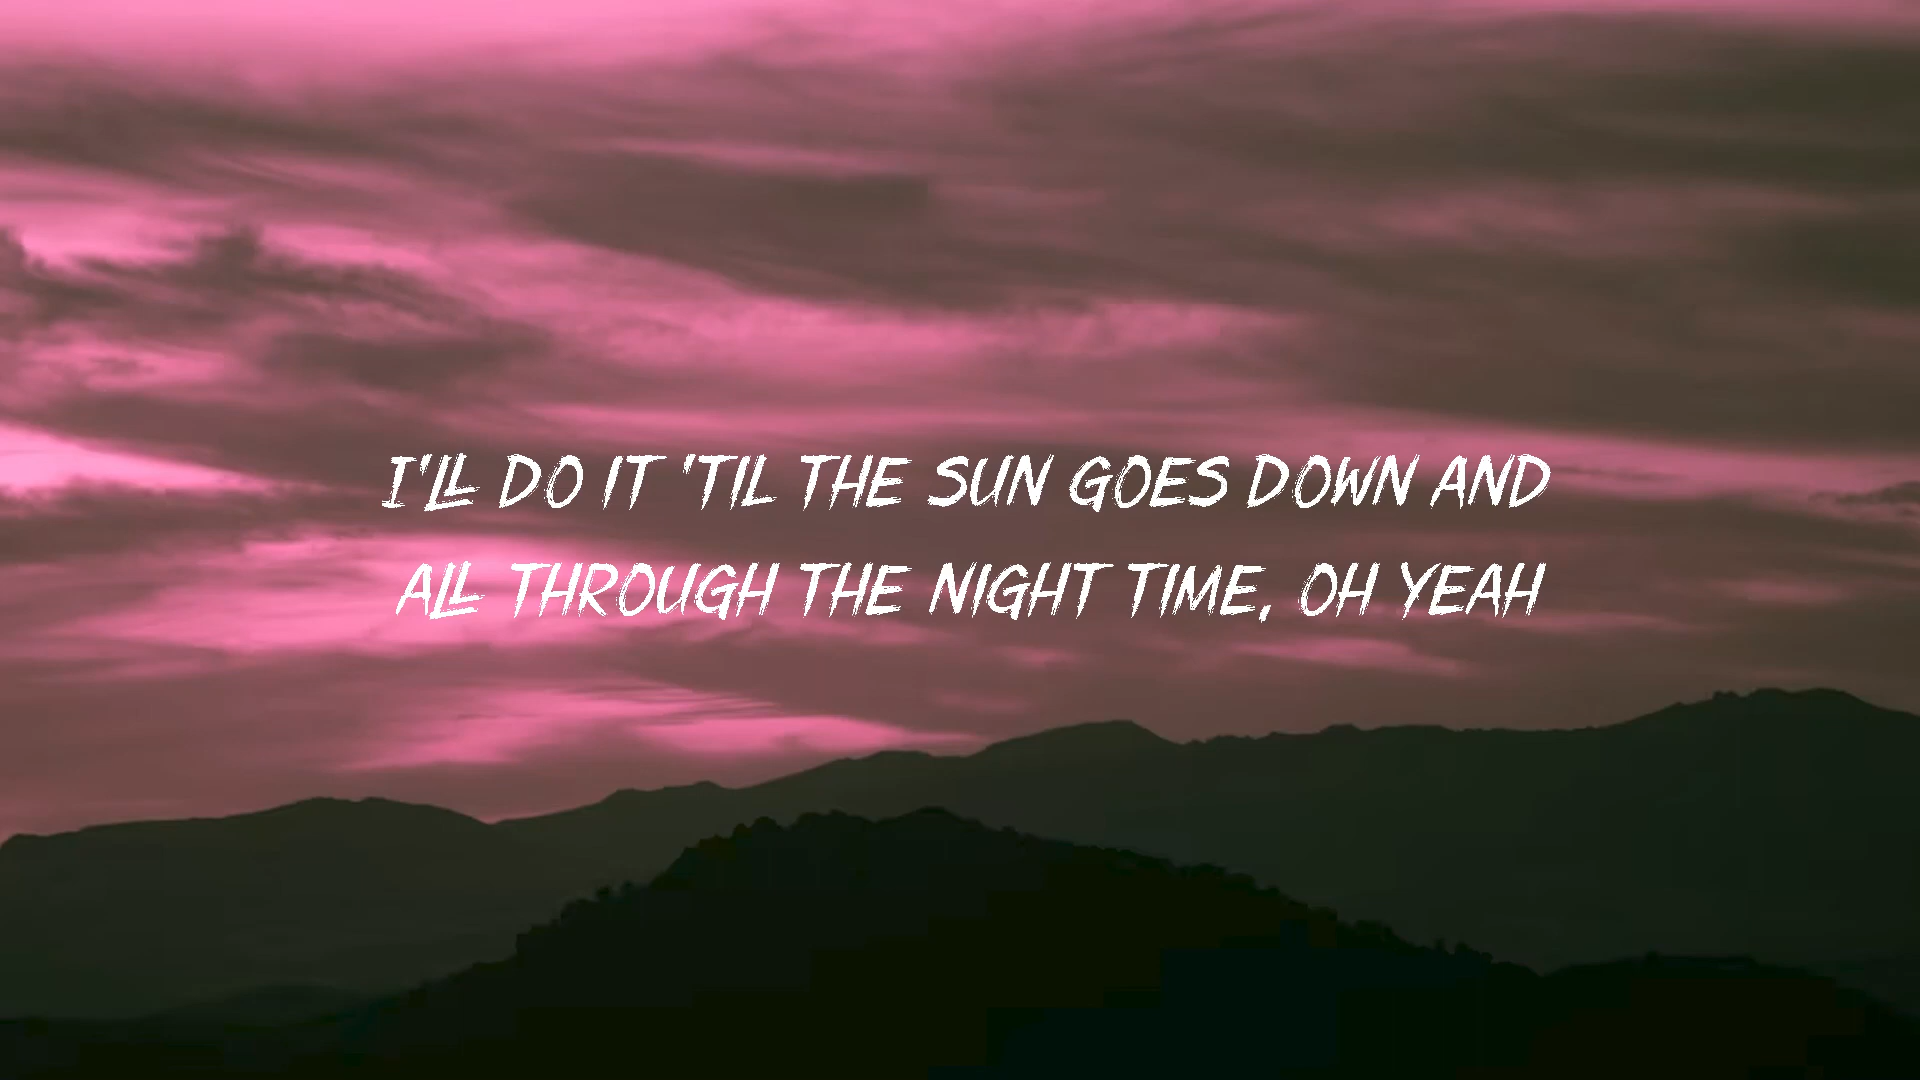 I'LL DO IT 'TIL THE SUN GOES DOWN AND
ALL THROUGH THE NIGHT TIME, OH YEAH